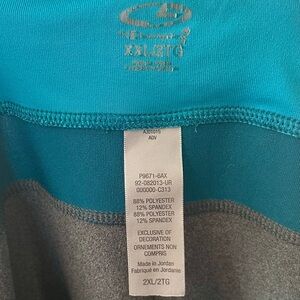 XXL/2TG
ADV
P9671-6AX
92-082013-UR
000000-C313
88% POLYESTER
12% SPANDEX
88% POLYESTER
12% SPANDEX
EXCLUSIVE OF
DECORATION
ORNEMENTS NON
COMPRIS
Made in Jordan
Fabriqué en Jordanie
2XL/2TG